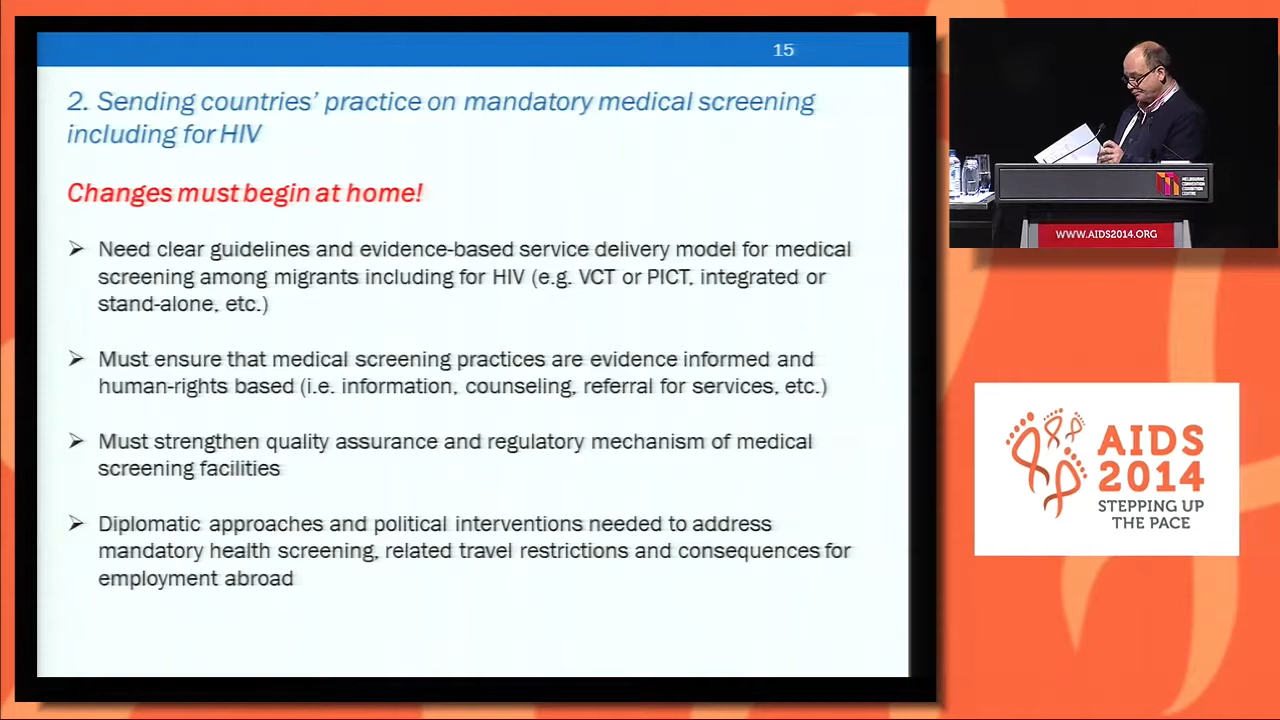 15
2. Sending countries' practice on mandatory medical screening
including for HIV
Changes must begin at home!
Need clear guidelines and evidence-based service delivery model for medical
screening among migrants including for HIV (e.g. VCT or PICT, integrated or
stand-alone, etc.)
Must ensure that medical screening practices are evidence informed and
human-rights based (i.e. information, counseling, referral for services, etc.)
Must strengthen quality assurance and regulatory mechanism of medical
screening facilities
Diplomatic approaches and political interventions needed to address
mandatory health screening, related travel restrictions and consequences for
employment abroad
MELBOURNE
CONVENTION
EXHIBITION
CENTRE
WWW.AIDS2014.ORG
AIDS
2014
STEPPING UP
THE PACE